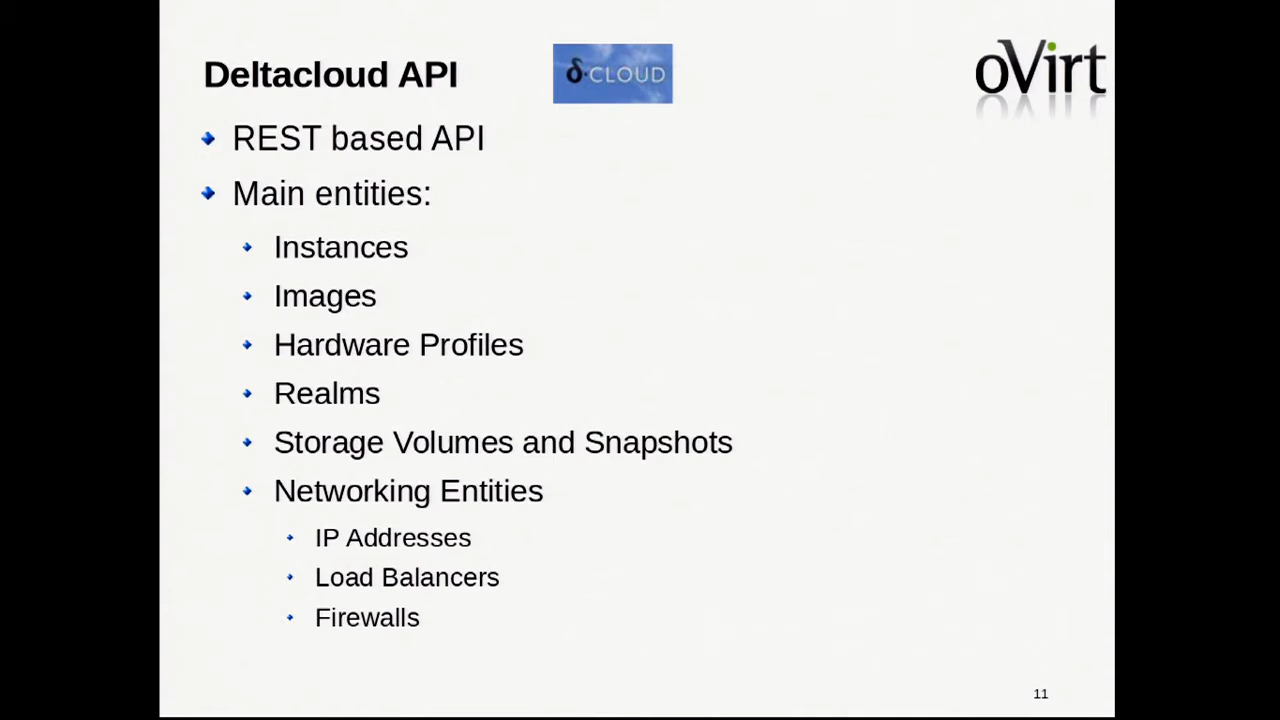 Deltacloud API
δ-CLOUD
oVirt
REST based API
Main entities:
Instances
Images
Hardware Profiles
Realms
Storage Volumes and Snapshots
Networking Entities
IP Addresses
Load Balancers
Firewalls
11